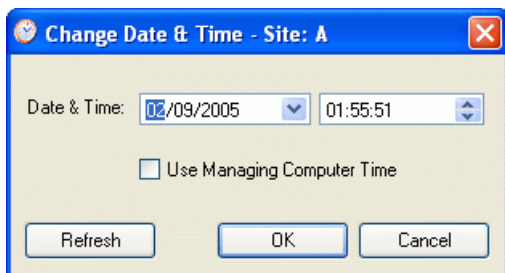 Change Date & Time - Site: A
Date & Time: 02/09/2005 01:55:51
Use Managing Computer Time
Refresh OK Cancel